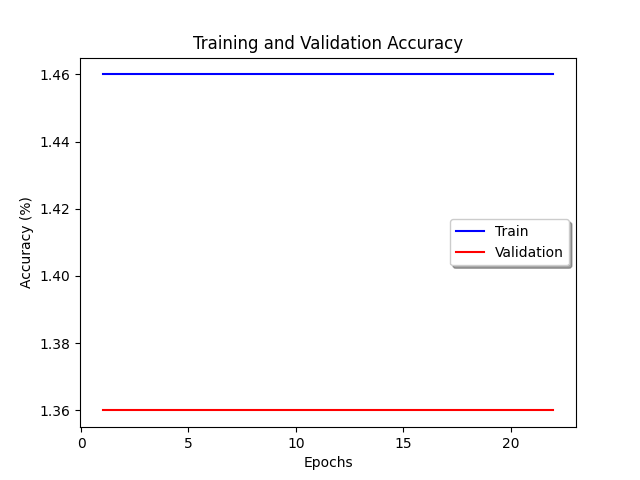 Training and Validation Accuracy
1.46
1.44
1.42
1.40
1.38
1.36
Accuracy (%)
Train
Validation
0 5 10 15 20
Epochs